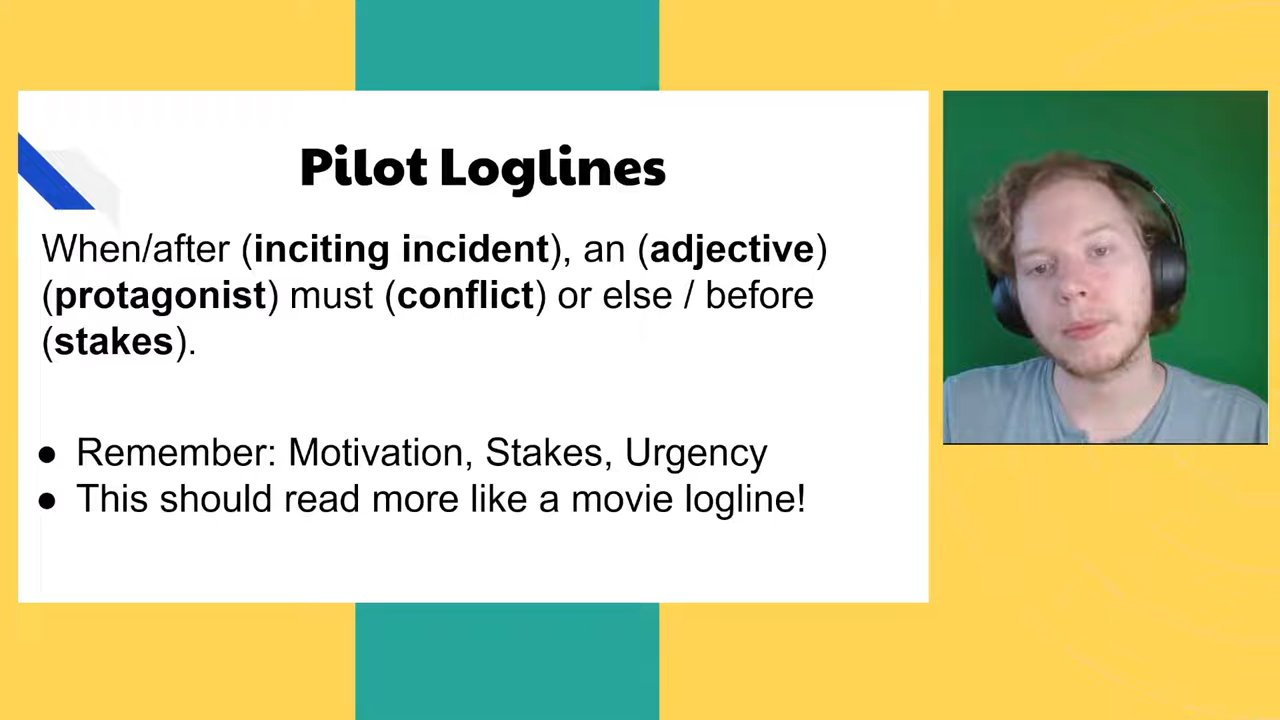 Pilot Loglines
When/after (inciting incident), an (adjective)
(protagonist) must (conflict) or else / before
(stakes).
● Remember: Motivation, Stakes, Urgency
● This should read more like a movie logline!